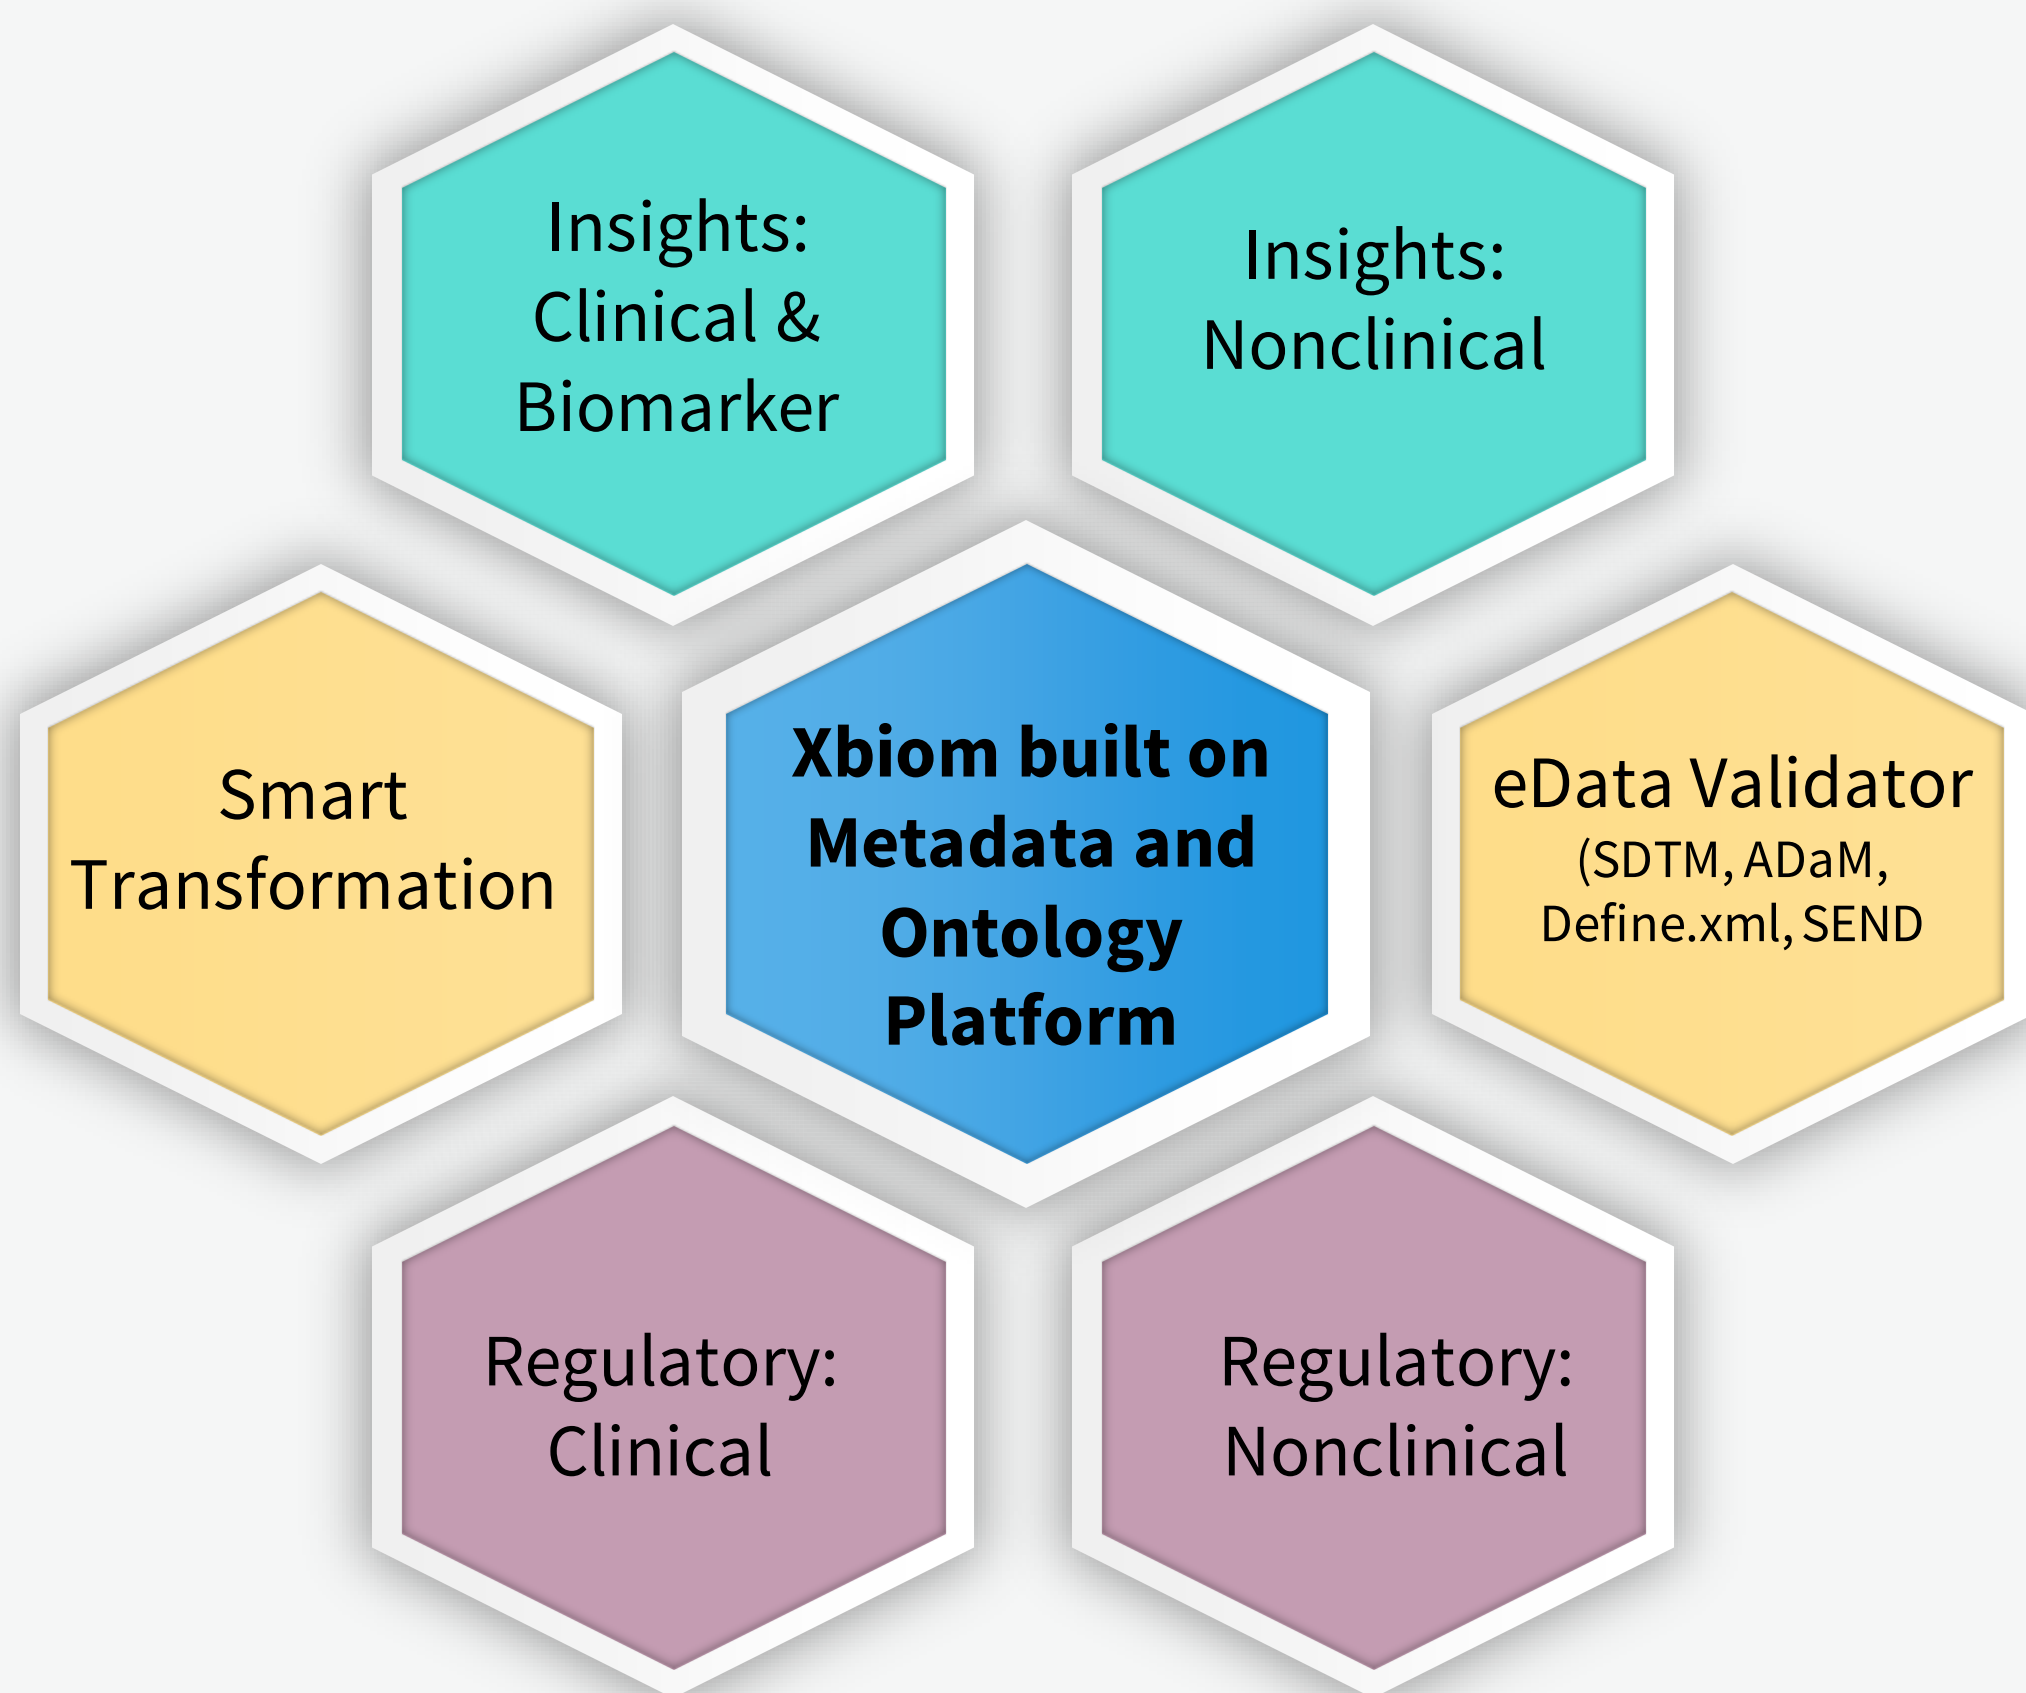 Insights:
Clinical &
Biomarker
Insights:
Nonclinical
Smart
Transformation
Xbiom built on
Metadata and
Ontology
Platform
eData Validator
(SDTM, ADaM,
Define.xml, SEND
Regulatory:
Clinical
Regulatory:
Nonclinical